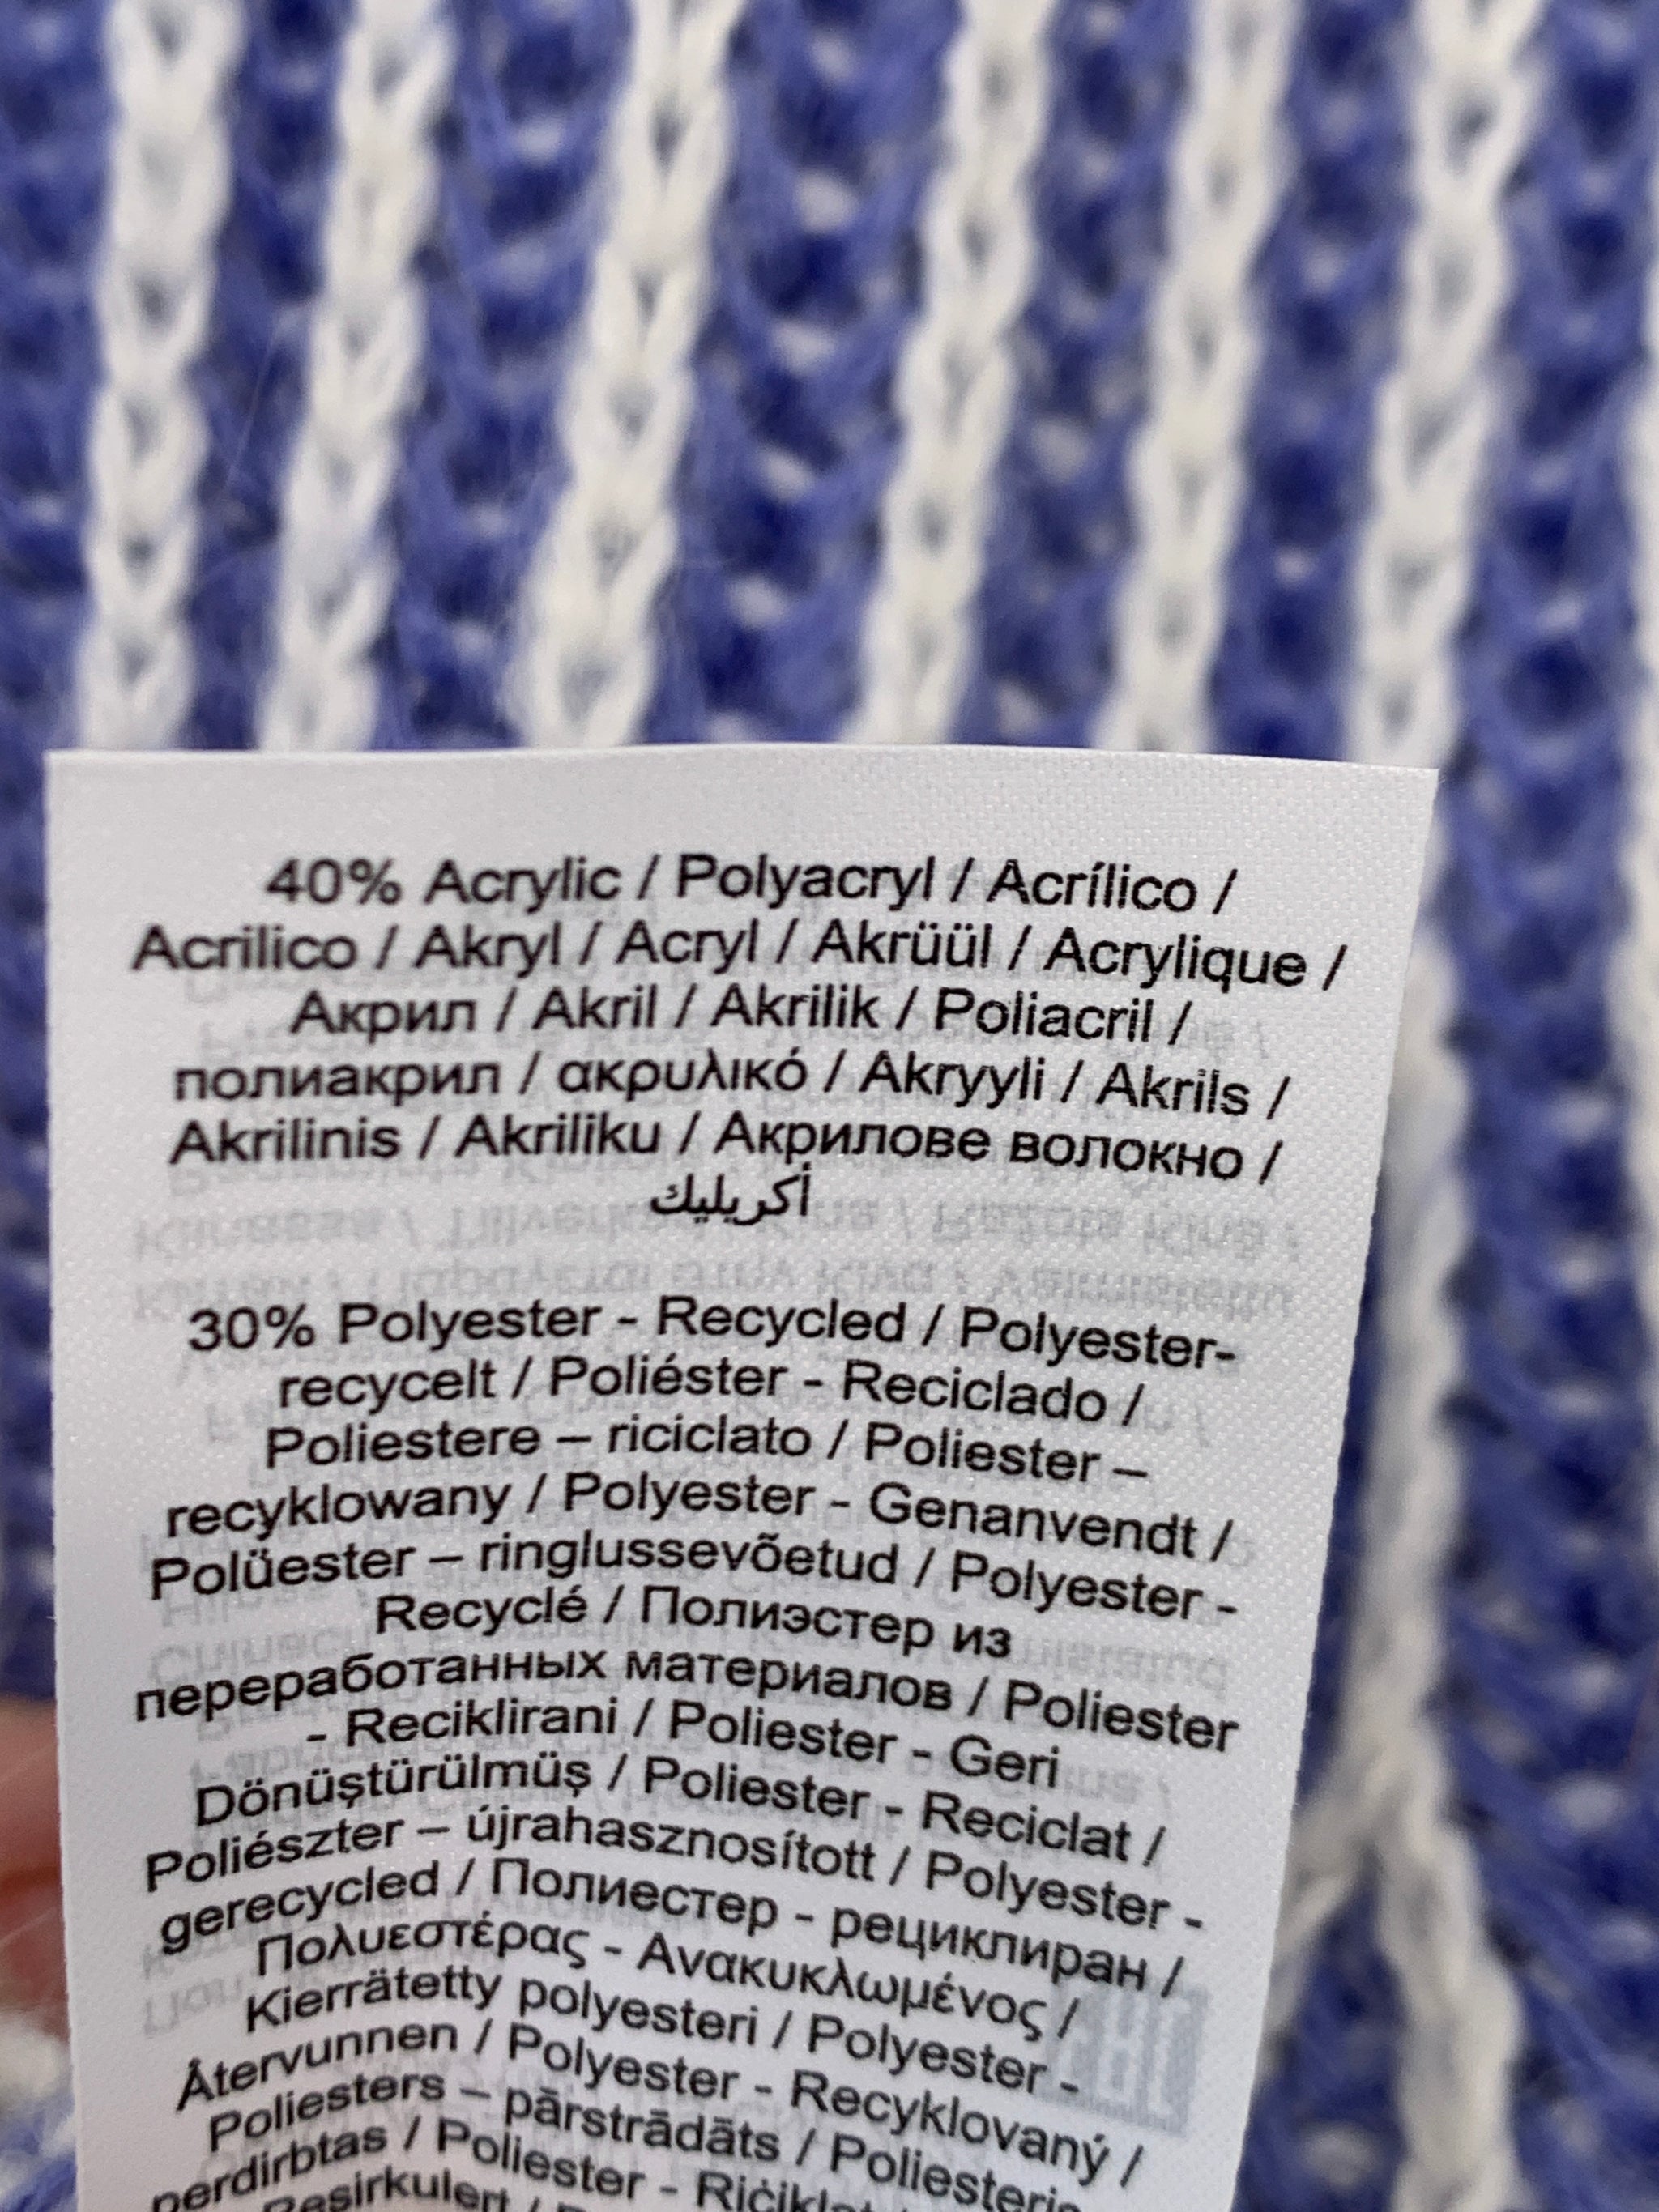 40% Acrylic / Polyacryl / Acrílico /
Acrilico / Akryl / Acryl / Akrüül / Acrylique /
Акрил / Akril / Akrilik / Poliacril /
полиакрил / ακρυλικό / Akryyli / Akrils /
Akrilinis / Akriliku / Акрилове волокно /
أكريليك
30% Polyester - Recycled / Polyester-
recycelt / Poliéster - Reciclado /
Poliestere – riciclato / Poliester –
recyklowany / Polyester - Genanvendt /
Polüester – ringlussevõetud / Polyester -
Recyclé / Полиэстер из
переработанных материалов / Poliester
- Reciklirani / Poliester - Geri
Dönüştürülmüş / Poliester - Reciclat /
Poliészter – újrahasznosított / Polyester -
gerecycled / Полиестер - рециклиран /
Πολυεστέρας - Ανακυκλωμένος /
Kierrätetty polyesteri / Polyester -
Återvunnen / Polyester - Recyklovaný /
Poliesters – pārstrādāts / Poliesteris
perdirbtas / Poliester -